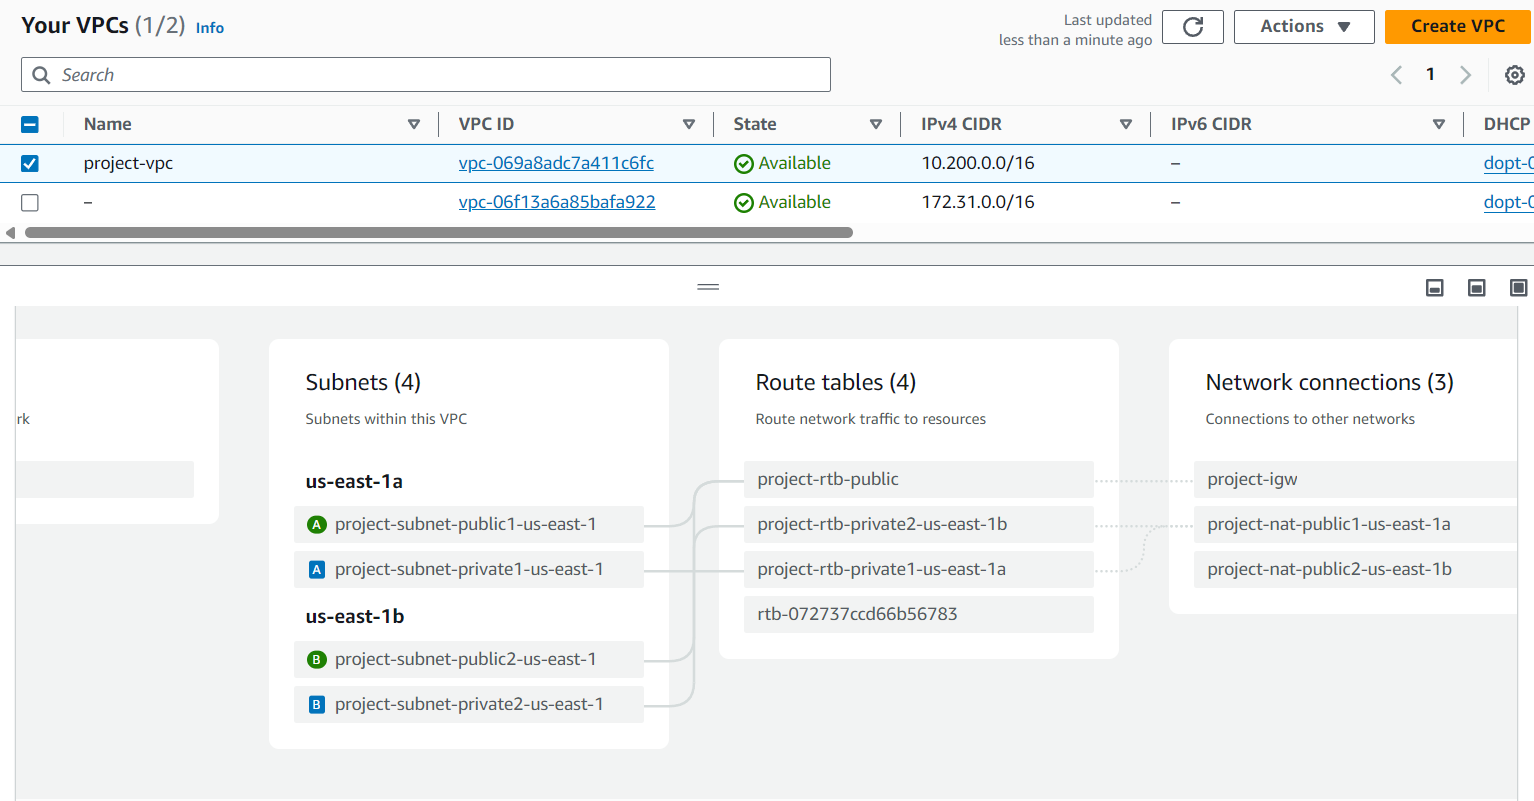 Your VPCs (1/2) Info
Last updated
less than a minute ago
Actions
Create VPC
Search
1
Name VPC ID State IPv4 CIDR IPv6 CIDR DHCP
project-vpc vpc-069a8adc7a411c6fc Available 10.200.0.0/16 –
– vpc-06f13a6a85bafa922 Available 172.31.0.0/16 –
rk
Subnets (4)
Subnets within this VPC
us-east-1a
A project-subnet-public1-us-east-1
A project-subnet-private1-us-east-1
us-east-1b
B project-subnet-public2-us-east-1
B project-subnet-private2-us-east-1
Route tables (4)
Route network traffic to resources
project-rtb-public
project-rtb-private2-us-east-1b
project-rtb-private1-us-east-1a
rtb-072737ccd66b56783
Network connections (3)
Connections to other networks
project-igw
project-nat-public1-us-east-1a
project-nat-public2-us-east-1b